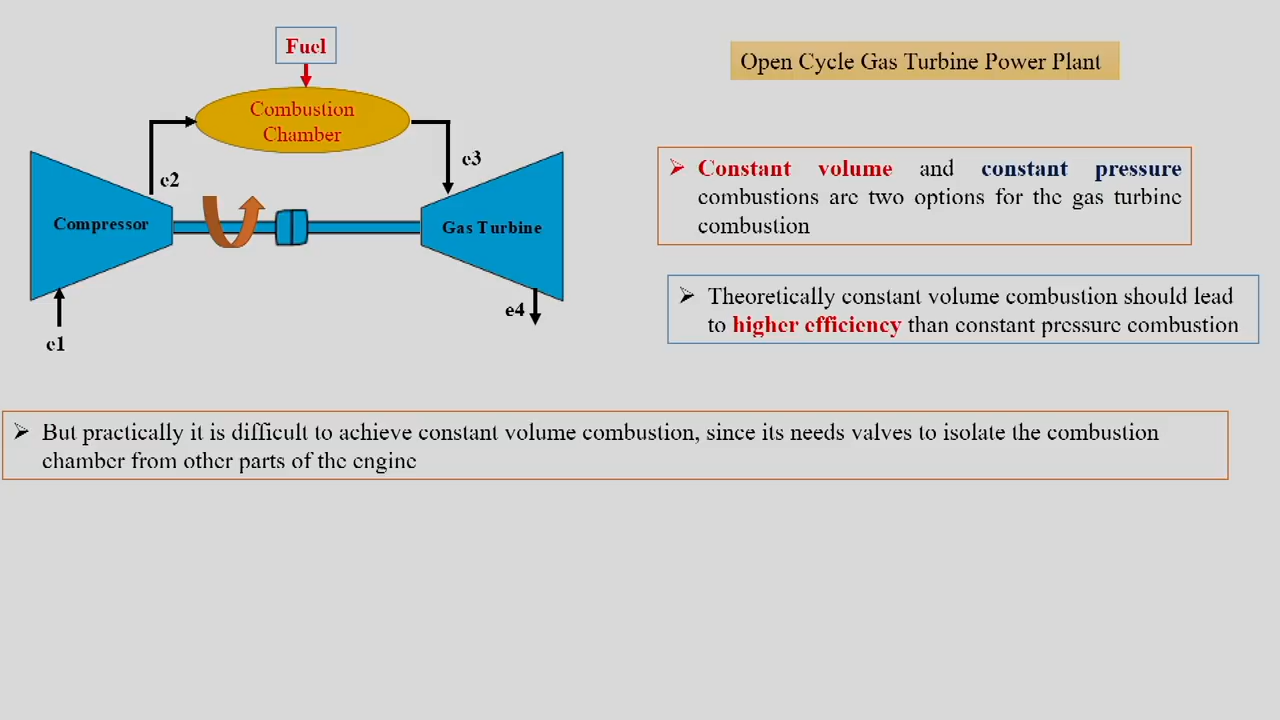 Fuel
Open Cycle Gas Turbine Power Plant
Combustion
Chamber
e3
e2
Compressor
Gas Turbine
e4
e1
➢ Constant volume and constant pressure
combustions are two options for the gas turbine
combustion
➢ Theoretically constant volume combustion should lead
to higher efficiency than constant pressure combustion
➢ But practically it is difficult to achieve constant volume combustion, since its needs valves to isolate the combustion
chamber from other parts of the engine